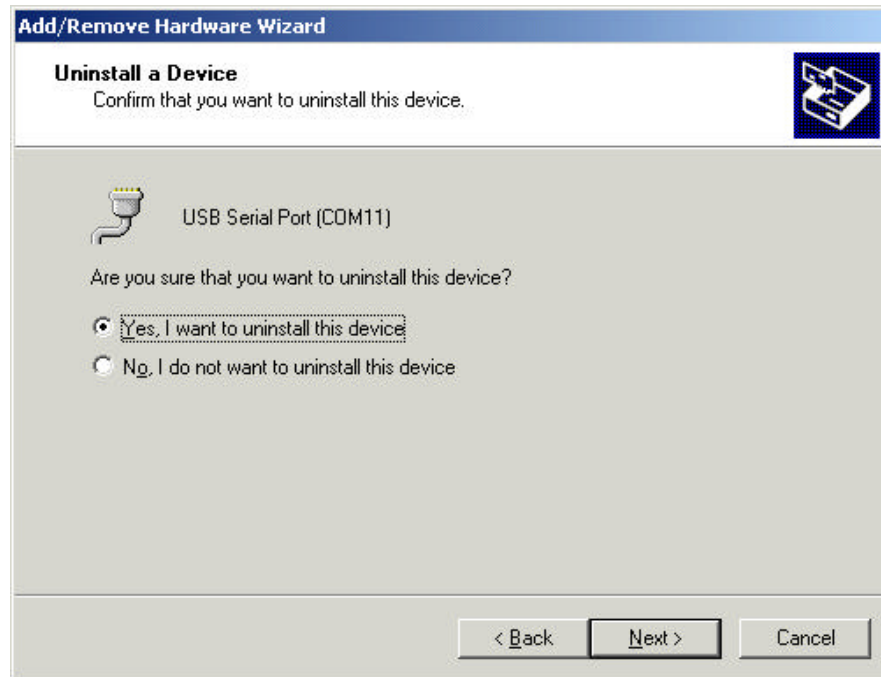 Add/Remove Hardware Wizard
Uninstall a Device
Confirm that you want to uninstall this device.
USB Serial Port (COM11)
Are you sure that you want to uninstall this device?
Yes, I want to uninstall this device
No, I do not want to uninstall this device
< Back Next > Cancel